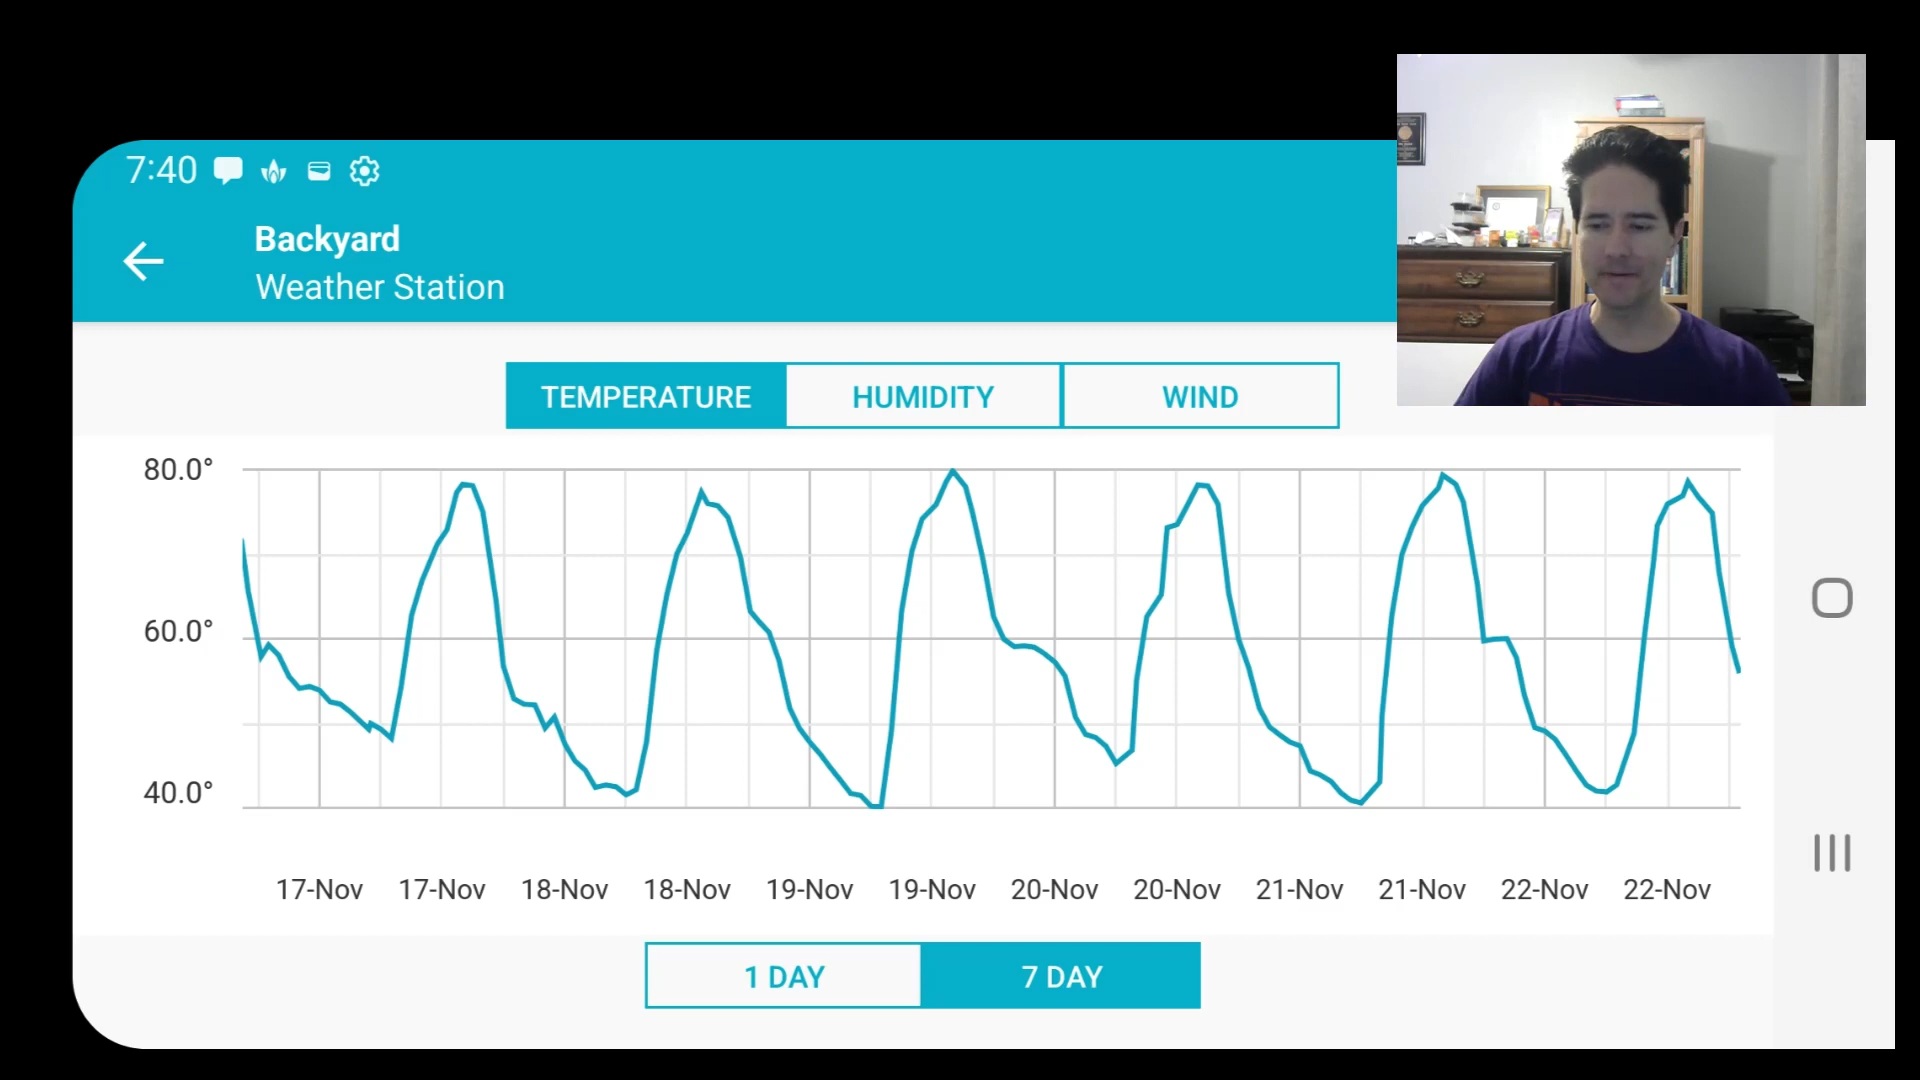 7:40
Backyard
Weather Station
TEMPERATURE HUMIDITY WIND
80.0°
60.0°
40.0°
17-Nov 17-Nov 18-Nov 18-Nov 19-Nov 19-Nov 20-Nov 20-Nov 21-Nov 21-Nov 22-Nov 22-Nov
1 DAY 7 DAY